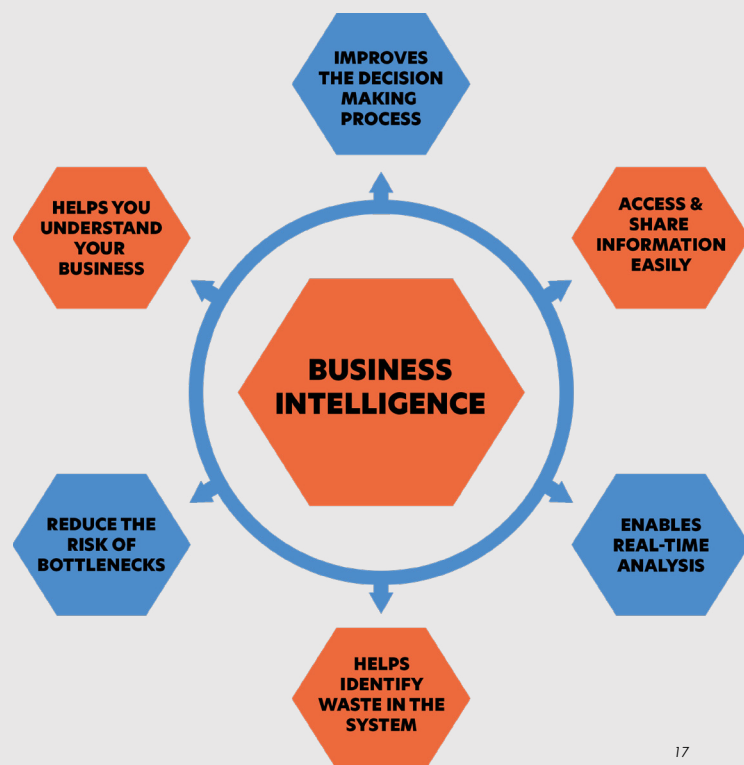 IMPROVES
THE DECISION
MAKING
PROCESS
HELPS YOU
UNDERSTAND
YOUR
BUSINESS
ACCESS &
SHARE
INFORMATION
EASILY
BUSINESS
INTELLIGENCE
REDUCE THE
RISK OF
BOTTLENECKS
ENABLES
REAL-TIME
ANALYSIS
HELPS
IDENTIFY
WASTE IN THE
SYSTEM
17